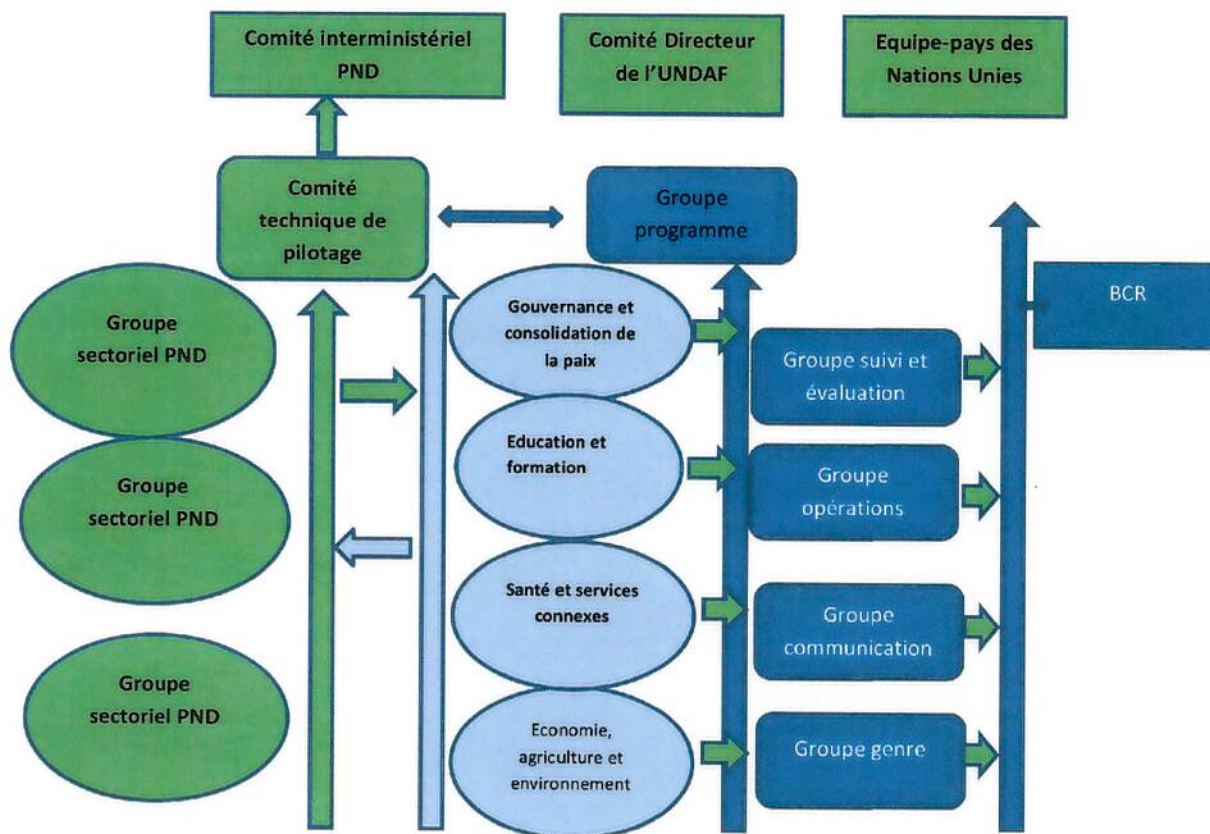 Comité interministériel
PND
Comité Directeur
de l'UNDAF
Equipe-pays des
Nations Unies
Comité
technique de
pilotage
Groupe
programme
Groupe
sectoriel PND
Groupe
sectoriel PND
Groupe
sectoriel PND
Gouvernance et
consolidation de
la paix
Education et
formation
Santé et services
connexes
Economie,
agriculture et
environnement
Groupe suivi et
évaluation
Groupe
opérations
Groupe
communication
Groupe genre
BCR